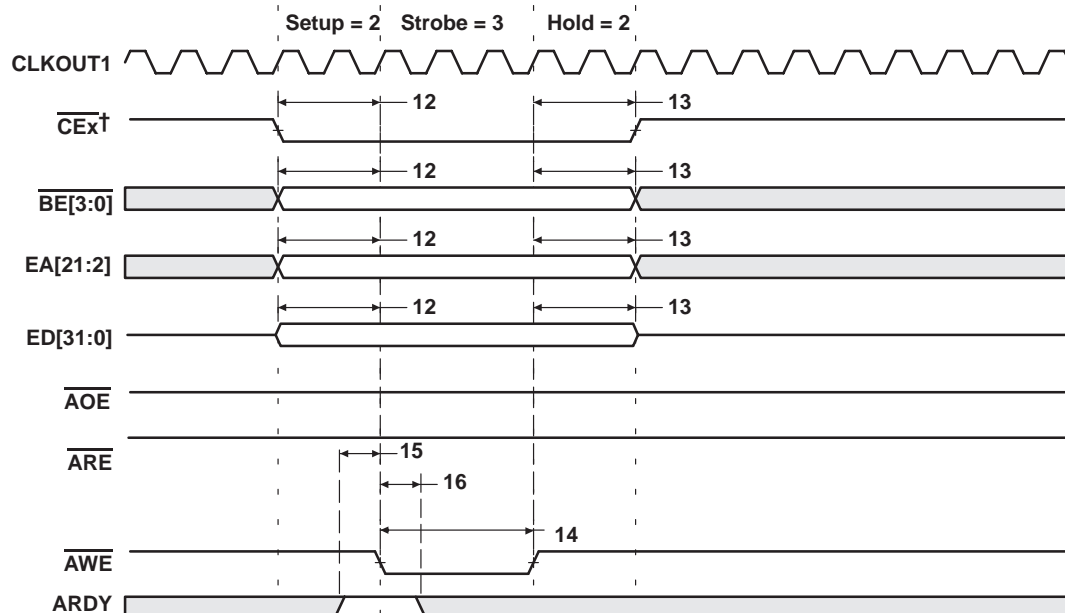 Setup = 2 Strobe = 3 Hold = 2
CLKOUT1
12 13
CEx†
12 13
BE[3:0]
12 13
EA[21:2]
12 13
ED[31:0]
AOE
15
ARE
16
14
AWE
ARDY